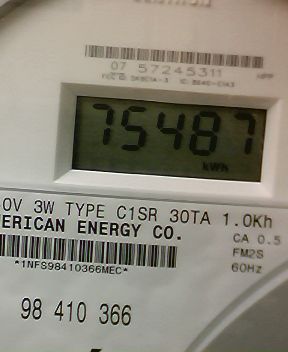 07 57245311
75487
kWh
0V 3W TYPE C1SR 30TA 1.0Kh
ERICAN ENERGY CO.
CA 0.5
FM2S
*1NFS98410366MEC*
60Hz
98 410 366